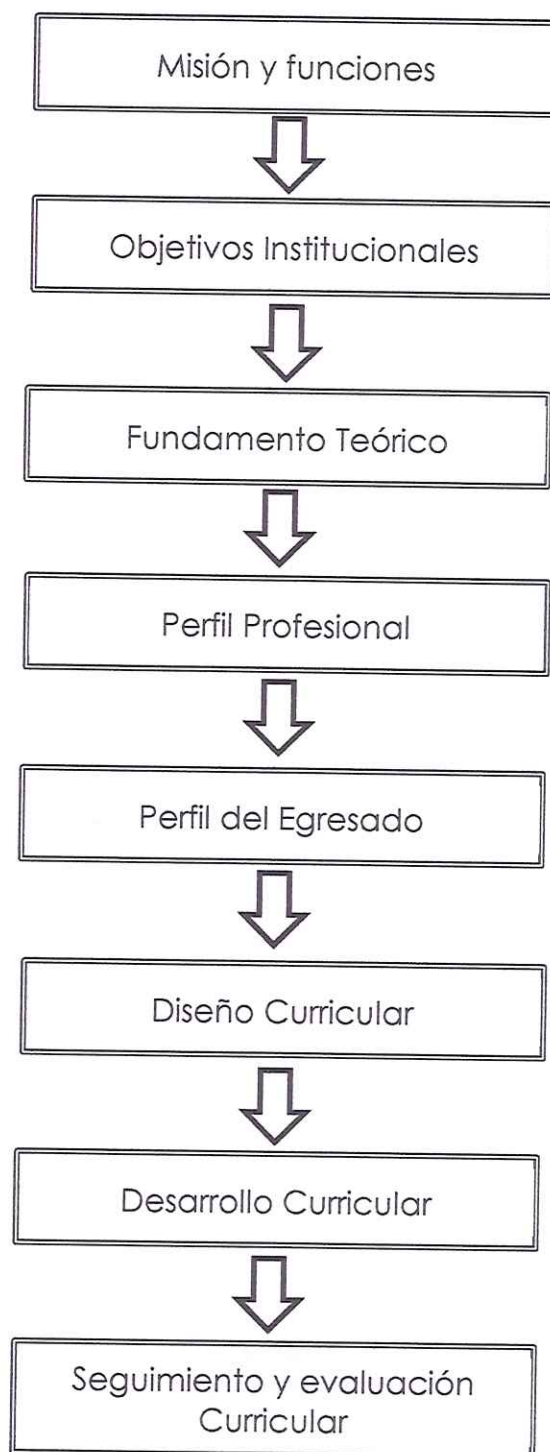 Misión y funciones
Objetivos Institucionales
Fundamento Teórico
Perfil Profesional
Perfil del Egresado
Diseño Curricular
Desarrollo Curricular
Seguimiento y evaluación
Curricular